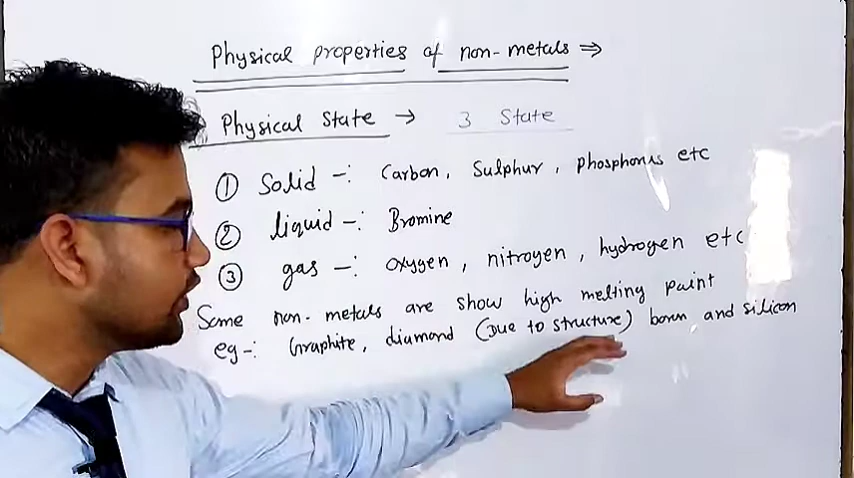 Physical properties of non-metals ⇒
Physical State → 3 State
① Solid -: Carbon, Sulphur, phosphorus etc
② liquid -: Bromine
③ gas -: oxygen, nitrogen, hydrogen etc
Some non-metals are show high melting point
eg-: Graphite, diamond (Due to structure) boron and silicon